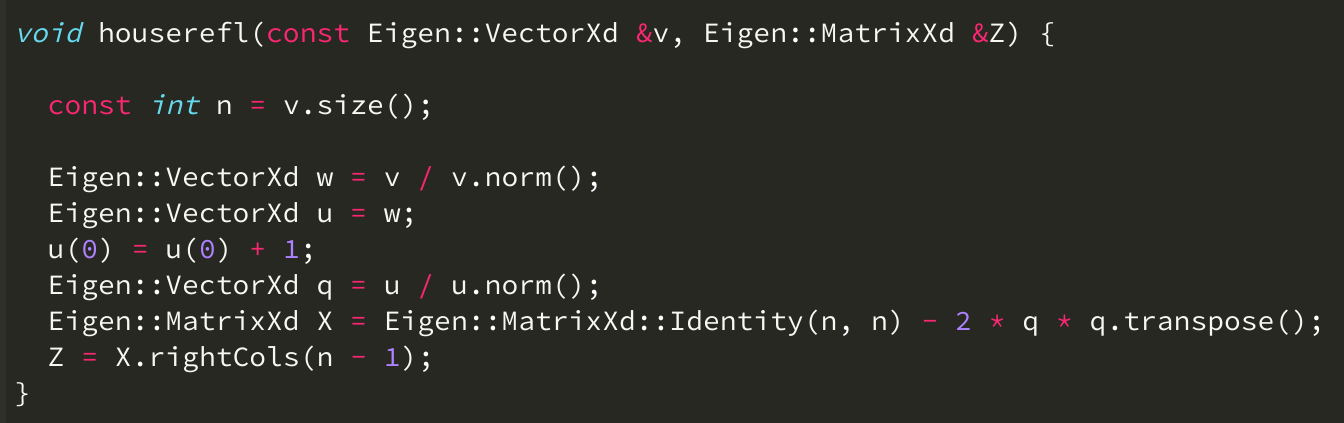 void houserefl(const Eigen::VectorXd &v, Eigen::MatrixXd &Z) {
const int n = v.size();
Eigen::VectorXd w = v / v.norm();
Eigen::VectorXd u = w;
u(0) = u(0) + 1;
Eigen::VectorXd q = u / u.norm();
Eigen::MatrixXd X = Eigen::MatrixXd::Identity(n, n) - 2 * q * q.transpose();
Z = X.rightCols(n - 1);
}